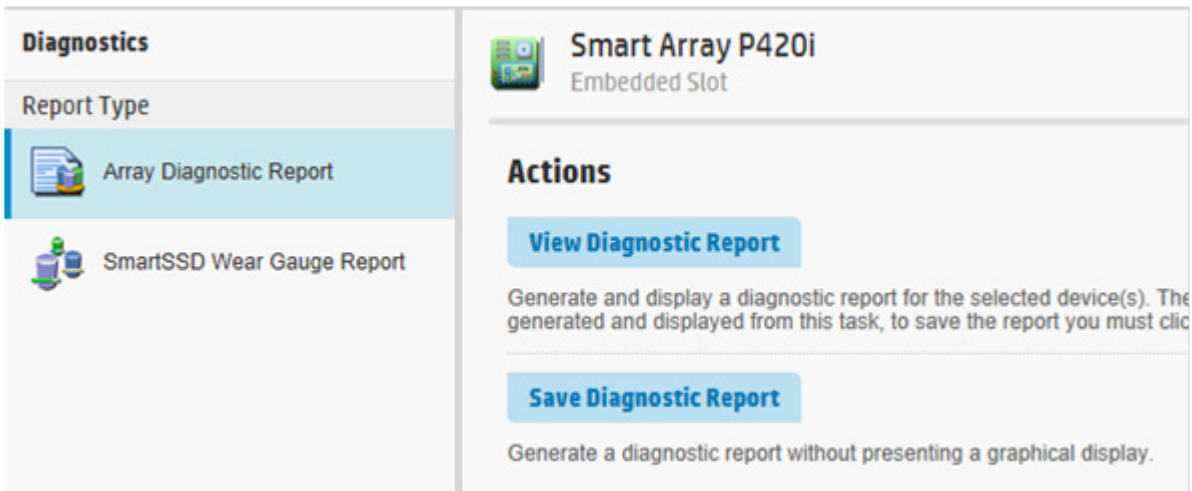 Diagnostics
Report Type
Array Diagnostic Report
SmartSSD Wear Gauge Report
Smart Array P420i
Embedded Slot
Actions
View Diagnostic Report
Generate and display a diagnostic report for the selected device(s). The
generated and displayed from this task, to save the report you must clic
Save Diagnostic Report
Generate a diagnostic report without presenting a graphical display.